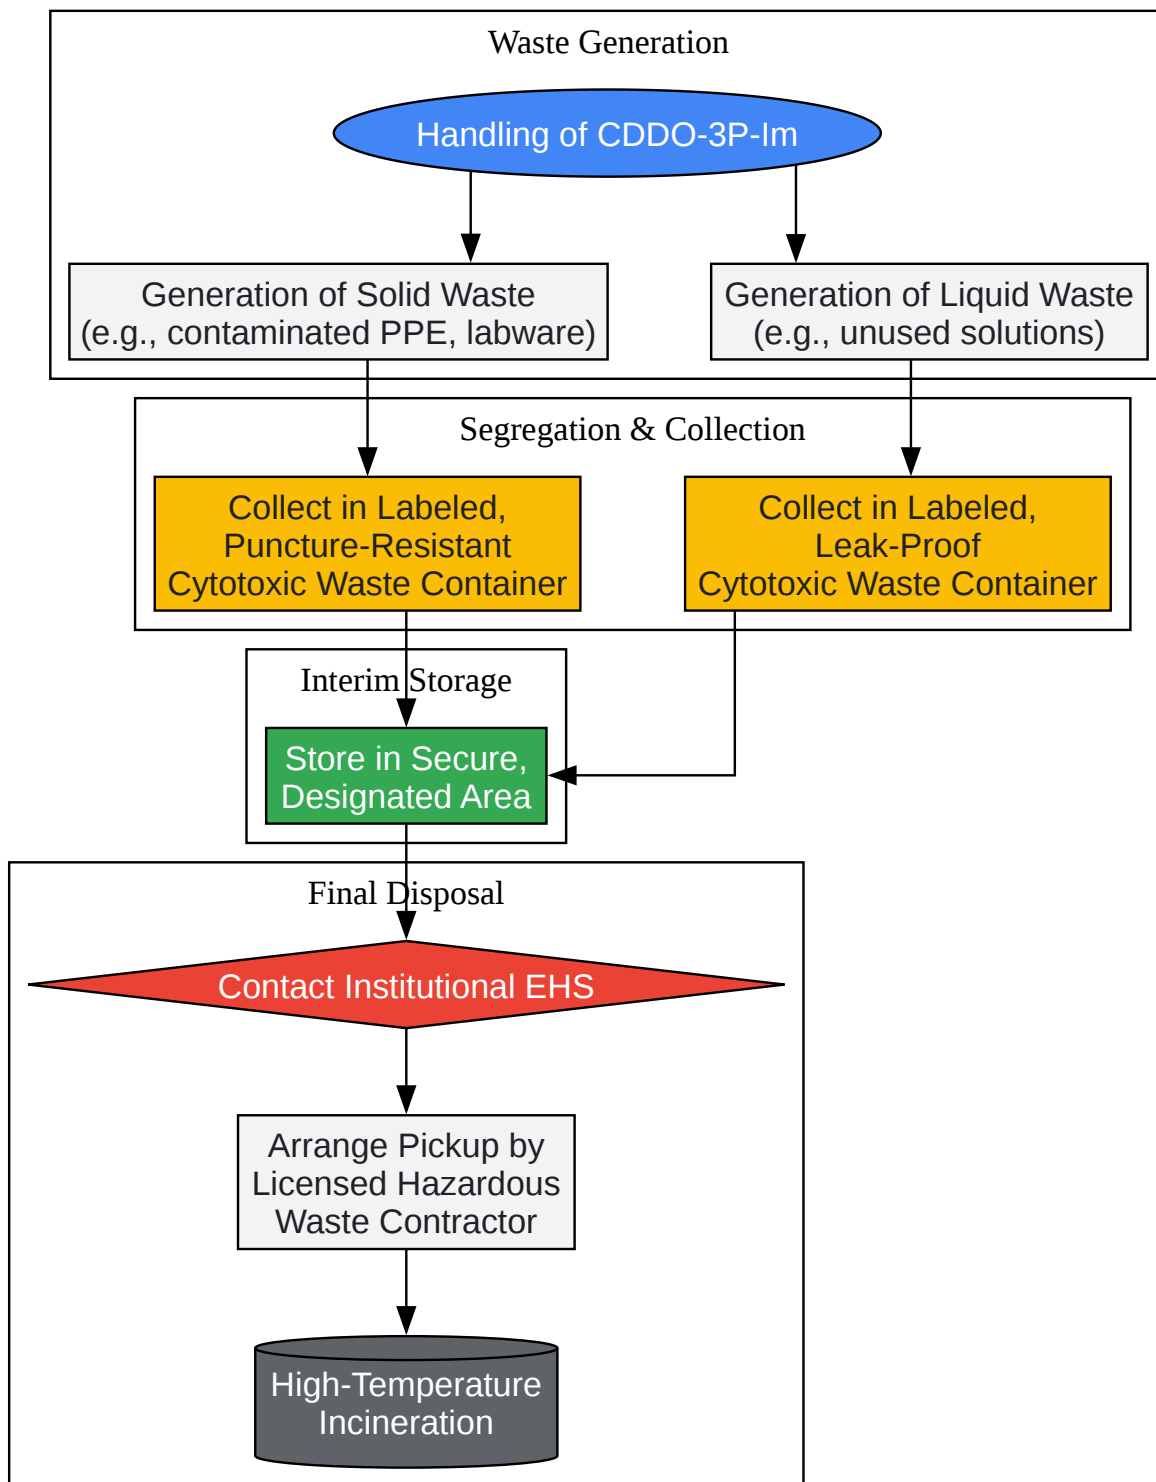 Waste Generation
Handling of CDDO-3P-Im
Generation of Solid Waste
(e.g., contaminated PPE, labware)
Generation of Liquid Waste
(e.g., unused solutions)
Segregation & Collection
Collect in Labeled,
Puncture-Resistant
Cytotoxic Waste Container
Collect in Labeled,
Leak-Proof
Cytotoxic Waste Container
Interim Storage
Store in Secure,
Designated Area
Final Disposal
Contact Institutional EHS
Arrange Pickup by
Licensed Hazardous
Waste Contractor
High-Temperature
Incineration